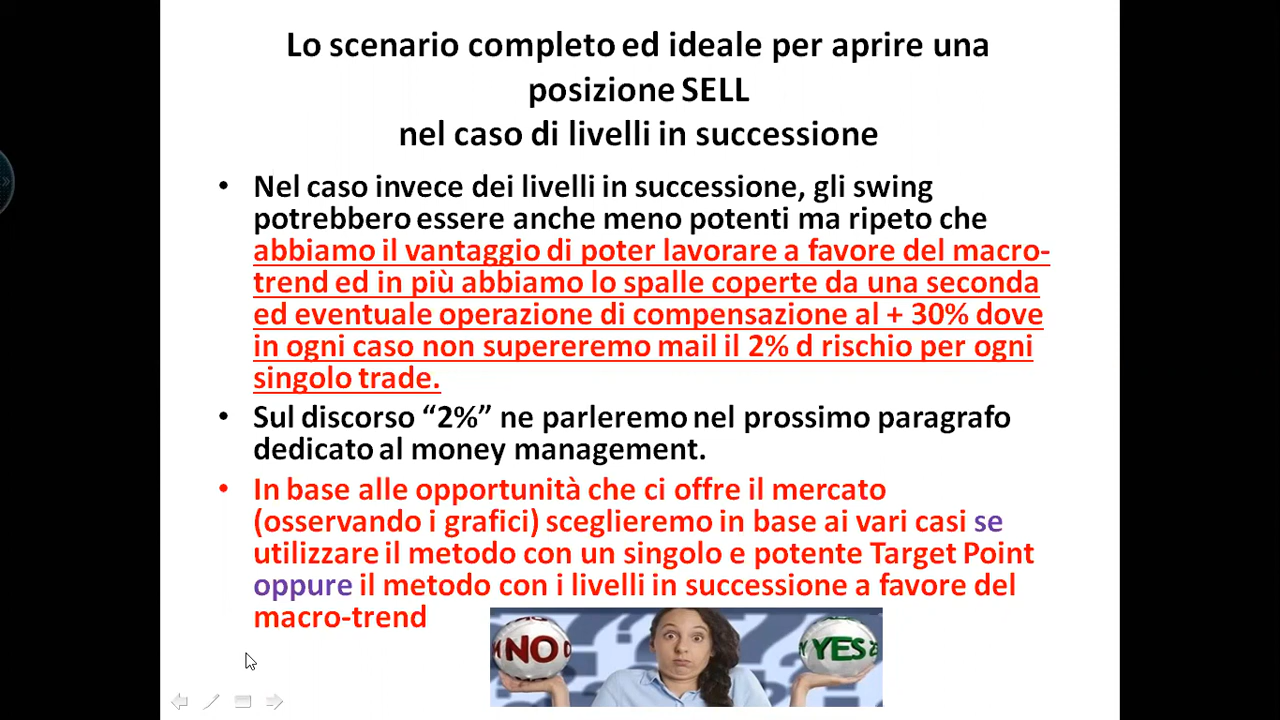 Lo scenario completo ed ideale per aprire una
posizione SELL
nel caso di livelli in successione
• Nel caso invece dei livelli in successione, gli swing
potrebbero essere anche meno potenti ma ripeto che
abbiamo il vantaggio di poter lavorare a favore del macro-
trend ed in più abbiamo lo spalle coperte da una seconda
ed eventuale operazione di compensazione al + 30% dove
in ogni caso non supereremo mail il 2% d rischio per ogni
singolo trade.
• Sul discorso “2%” ne parleremo nel prossimo paragrafo
dedicato al money management.
• In base alle opportunità che ci offre il mercato
(osservando i grafici) sceglieremo in base ai vari casi se
utilizzare il metodo con un singolo e potente Target Point
oppure il metodo con i livelli in successione a favore del
macro-trend
NO
YES